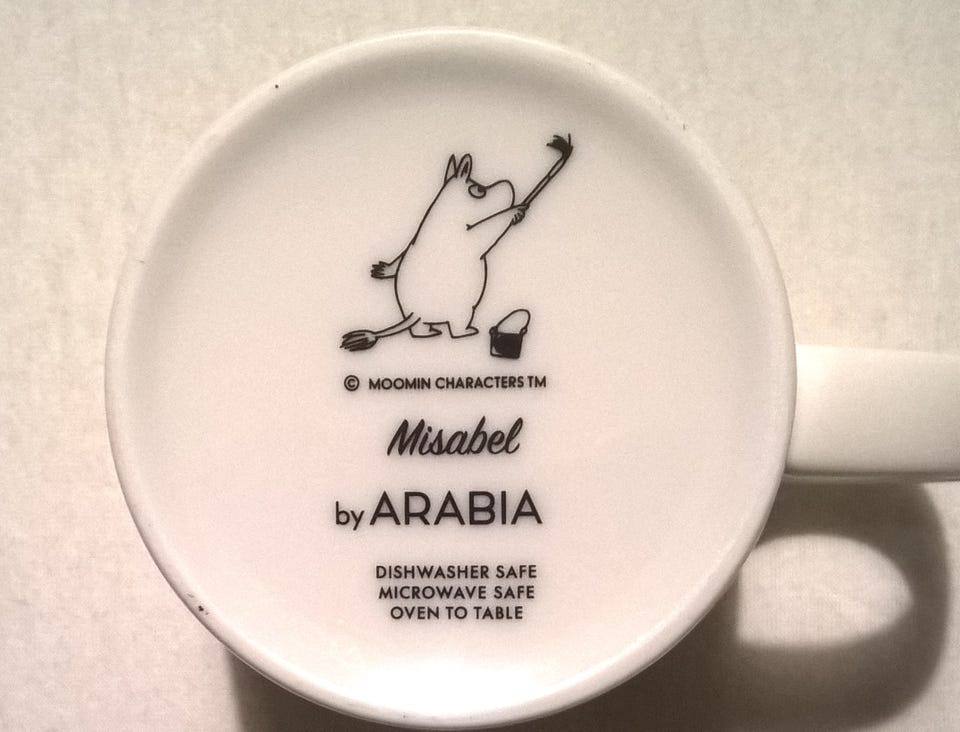 © MOOMIN CHARACTERS TM
Misabel
by ARABIA
DISHWASHER SAFE
MICROWAVE SAFE
OVEN TO TABLE